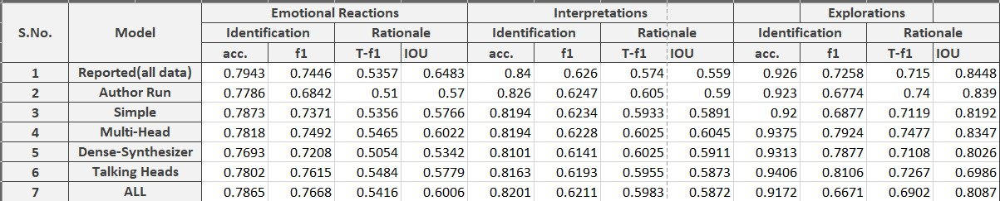 Emotional Reactions Interpretations Explorations
S.No. Model Identification Rationale Identification Rationale Identification Rationale
acc. f1 T-f1 IOU acc. f1 T-f1 IOU acc. f1 T-f1 IOU
1 Reported(all data) 0.7943 0.7446 0.5357 0.6483 0.84 0.626 0.574 0.559 0.926 0.7258 0.715 0.8448
2 Author Run 0.7786 0.6842 0.51 0.57 0.826 0.6247 0.605 0.59 0.923 0.6774 0.74 0.839
3 Simple 0.7873 0.7371 0.5356 0.5766 0.8194 0.6234 0.5933 0.5891 0.92 0.6877 0.7119 0.8192
4 Multi-Head 0.7818 0.7492 0.5465 0.6022 0.8194 0.6228 0.6025 0.6045 0.9375 0.7924 0.7477 0.8347
5 Dense-Synthesizer 0.7693 0.7208 0.5054 0.5342 0.8101 0.6141 0.6025 0.5911 0.9313 0.7877 0.7108 0.8026
6 Talking Heads 0.7802 0.7615 0.5484 0.5779 0.8163 0.6193 0.5955 0.5873 0.9406 0.8106 0.7267 0.6986
7 ALL 0.7865 0.7668 0.5416 0.6006 0.8201 0.6211 0.5983 0.5872 0.9172 0.6671 0.6902 0.8087